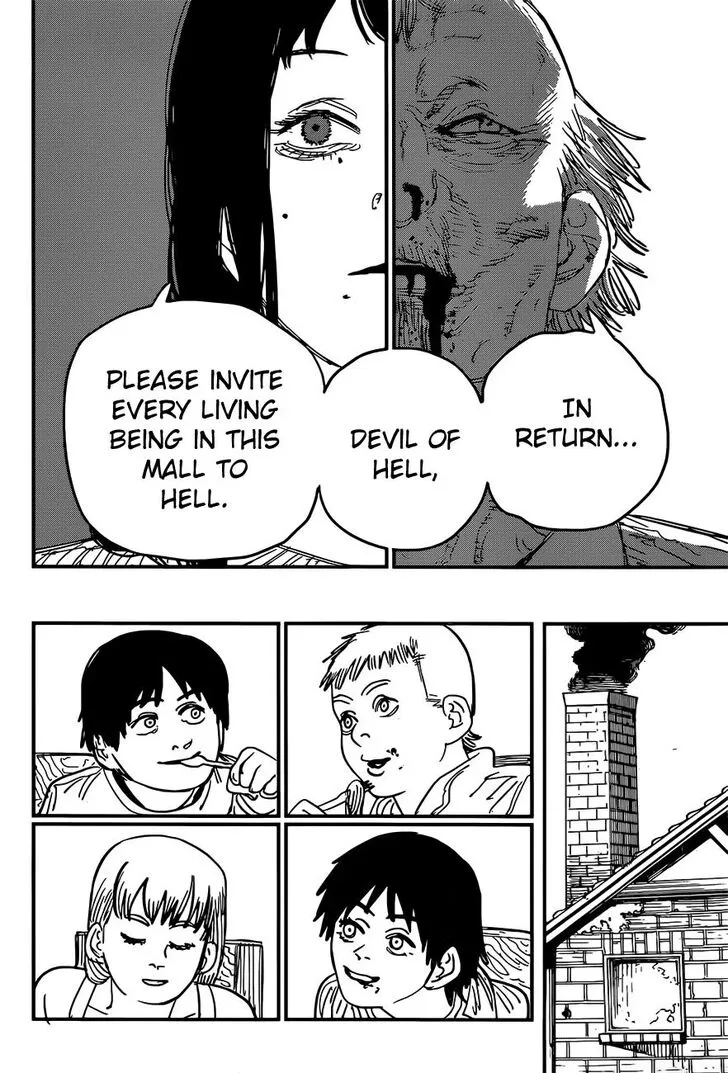 IN
RETURN...
DEVIL OF
HELL,
PLEASE INVITE
EVERY LIVING
BEING IN THIS
MALL TO
HELL.